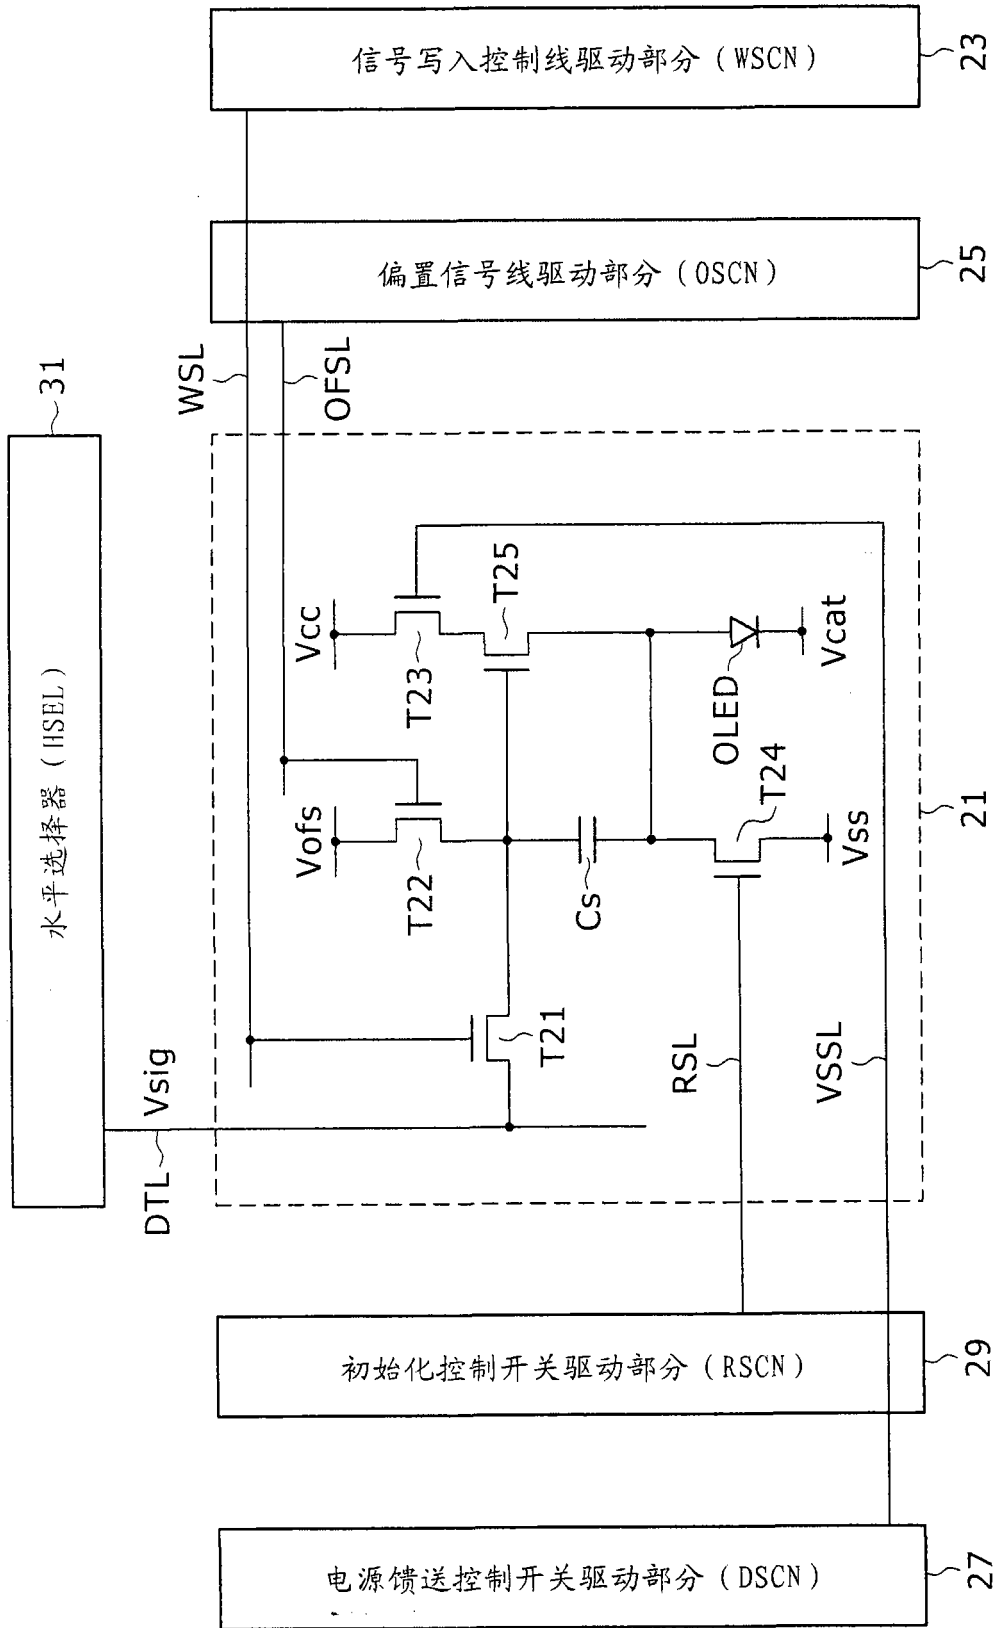 信号写入控制线驱动部分(WSCN)
23
偏置信号线驱动部分(OSCN)
25
31
水平选择器(HSEL)
WSL
OFSL
Vcc
T23
T25
Vofs
T22
Vcat
OLED
Cs
T24
Vss
21
T21
Vsig
DTL
RSL
VSSL
初始化控制开关驱动部分(RSCN)
29
电源馈送控制开关驱动部分(DSCN)
27